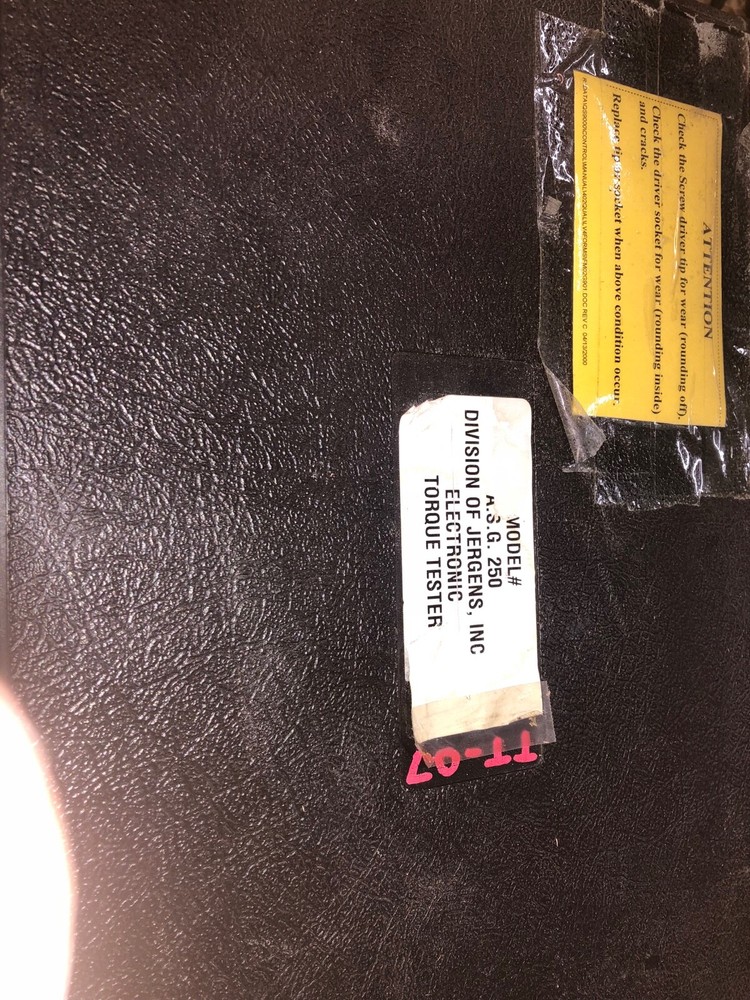 ATTENTION
Check the Screw driver tip for wear (rounding off).
Check the driver socket for wear (rounding inside)
and cracks.
Replace tip or socket when above condition occur.
MODEL#
A.S.G. 250
DIVISION OF JERGENS, INC
ELECTRONIC
TORQUE TESTER
TT-07